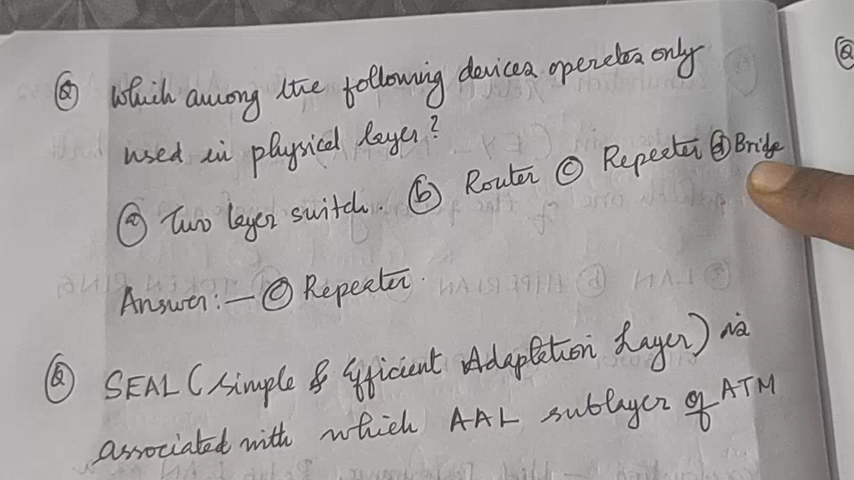 Q Which among the following devices operates only
used in physical layer?
a Two layer switch. b Router c Repeater d Bridge
Answer:— c Repeater.
Q SEAL (Simple & Efficient Adaptetion Layer) is
associated with which AAL sublayer of ATM
Q